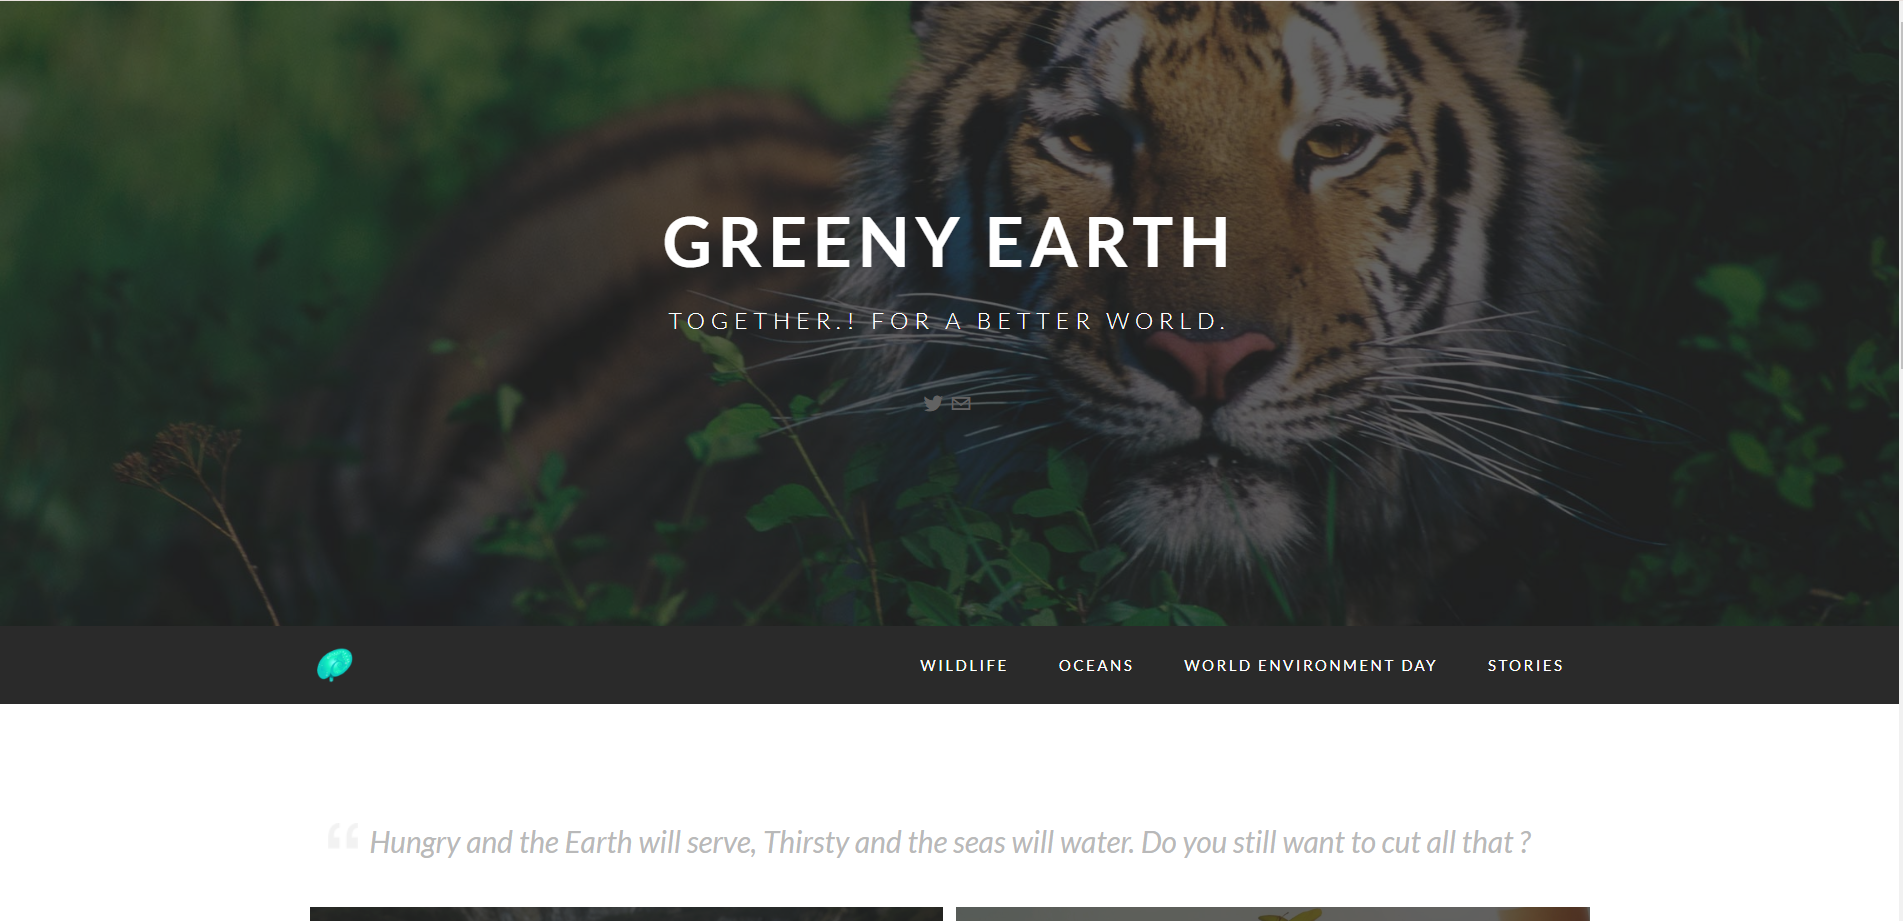 GREENY EARTH
TOGETHER.! FOR A BETTER WORLD.
WILDLIFE OCEANS WORLD ENVIRONMENT DAY STORIES
“ Hungry and the Earth will serve, Thirsty and the seas will water. Do you still want to cut all that ?